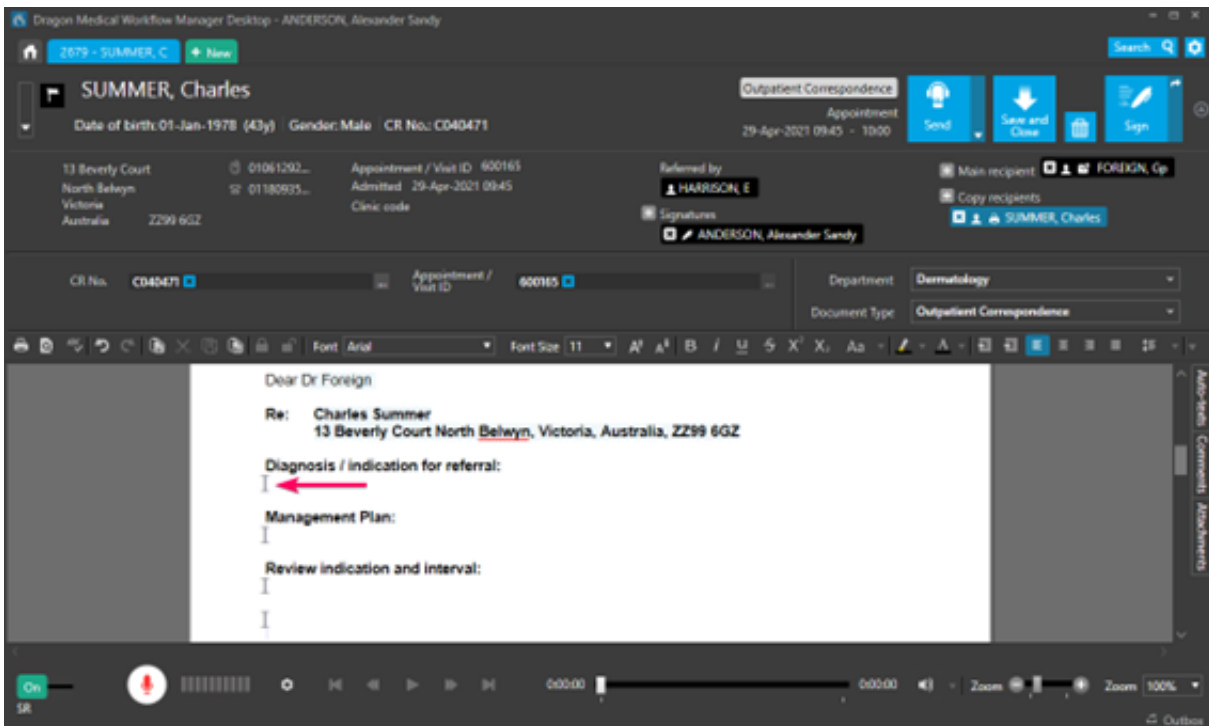 Dragon Medical Workflow Manager Desktop - ANDERSON, Alexander Sandy
2679 - SUMMER, C
+ New
Search
SUMMER, Charles
Date of birth: 01-Jan-1978 (43y) Gender: Male CR No.: C040471
Outpatient Correspondence
Appointment
29-Apr-2021 09:45 - 10:00
Send
Save and Close
Sign
13 Beverly Court
North Belwyn
Victoria
Australia ZZ99 6GZ
01061292...
01180935...
Appointment / Visit ID 600165
Admitted 29-Apr-2021 09:45
Clinic code
Referred by
HARRISON, E
Signatures
ANDERSON, Alexander Sandy
Main recipient FOREIGN, Gp
Copy recipients
SUMMER, Charles
CR No. C040471
Appointment / Visit ID 600165
Department Dermatology
Document Type Outpatient Correspondence
Font Arial Font Size 11
Dear Dr Foreign
Re: Charles Summer
13 Beverly Court North Belwyn, Victoria, Australia, ZZ99 6GZ
Diagnosis / indication for referral:
Management Plan:
Review indication and interval:
Auto-texts
Comments
Attachments
On
SR
0:00:00
0:00:00
Zoom
Zoom 100%
Outbox